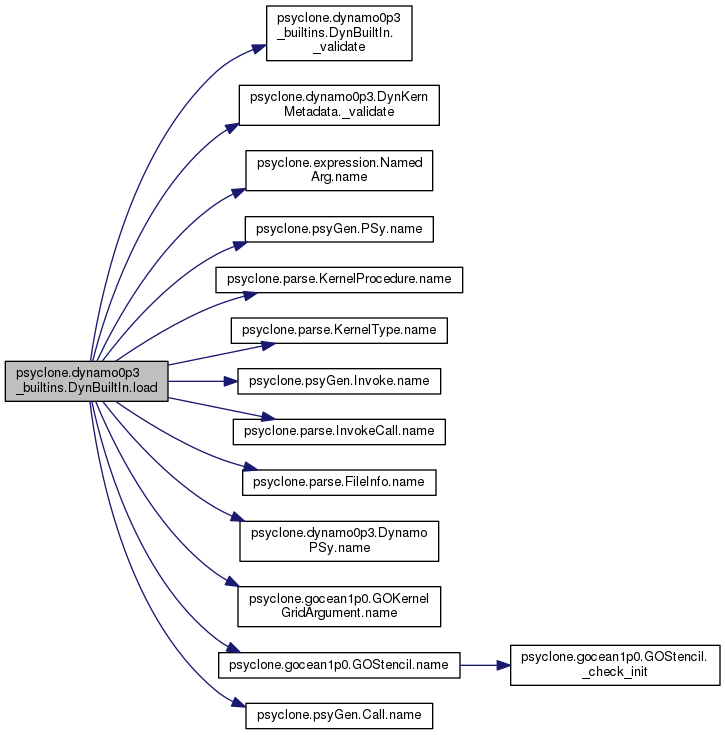 psyclone.dynamo0p3
_builtins.DynBuiltIn.
_validate
psyclone.dynamo0p3.DynKern
Metadata._validate
psyclone.expression.Named
Arg.name
psyclone.psyGen.PSy.name
psyclone.parse.KernelProcedure.name
psyclone.parse.KernelType.name
psyclone.dynamo0p3
_builtins.DynBuiltIn.load
psyclone.psyGen.Invoke.name
psyclone.parse.InvokeCall.name
psyclone.parse.FileInfo.name
psyclone.dynamo0p3.Dynamo
PSy.name
psyclone.gocean1p0.GOKernel
GridArgument.name
psyclone.gocean1p0.GOStencil.name
psyclone.gocean1p0.GOStencil.
_check_init
psyclone.psyGen.Call.name